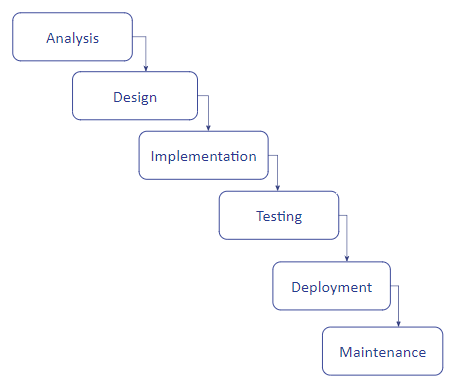 Analysis
Design
Implementation
Testing
Deployment
Maintenance